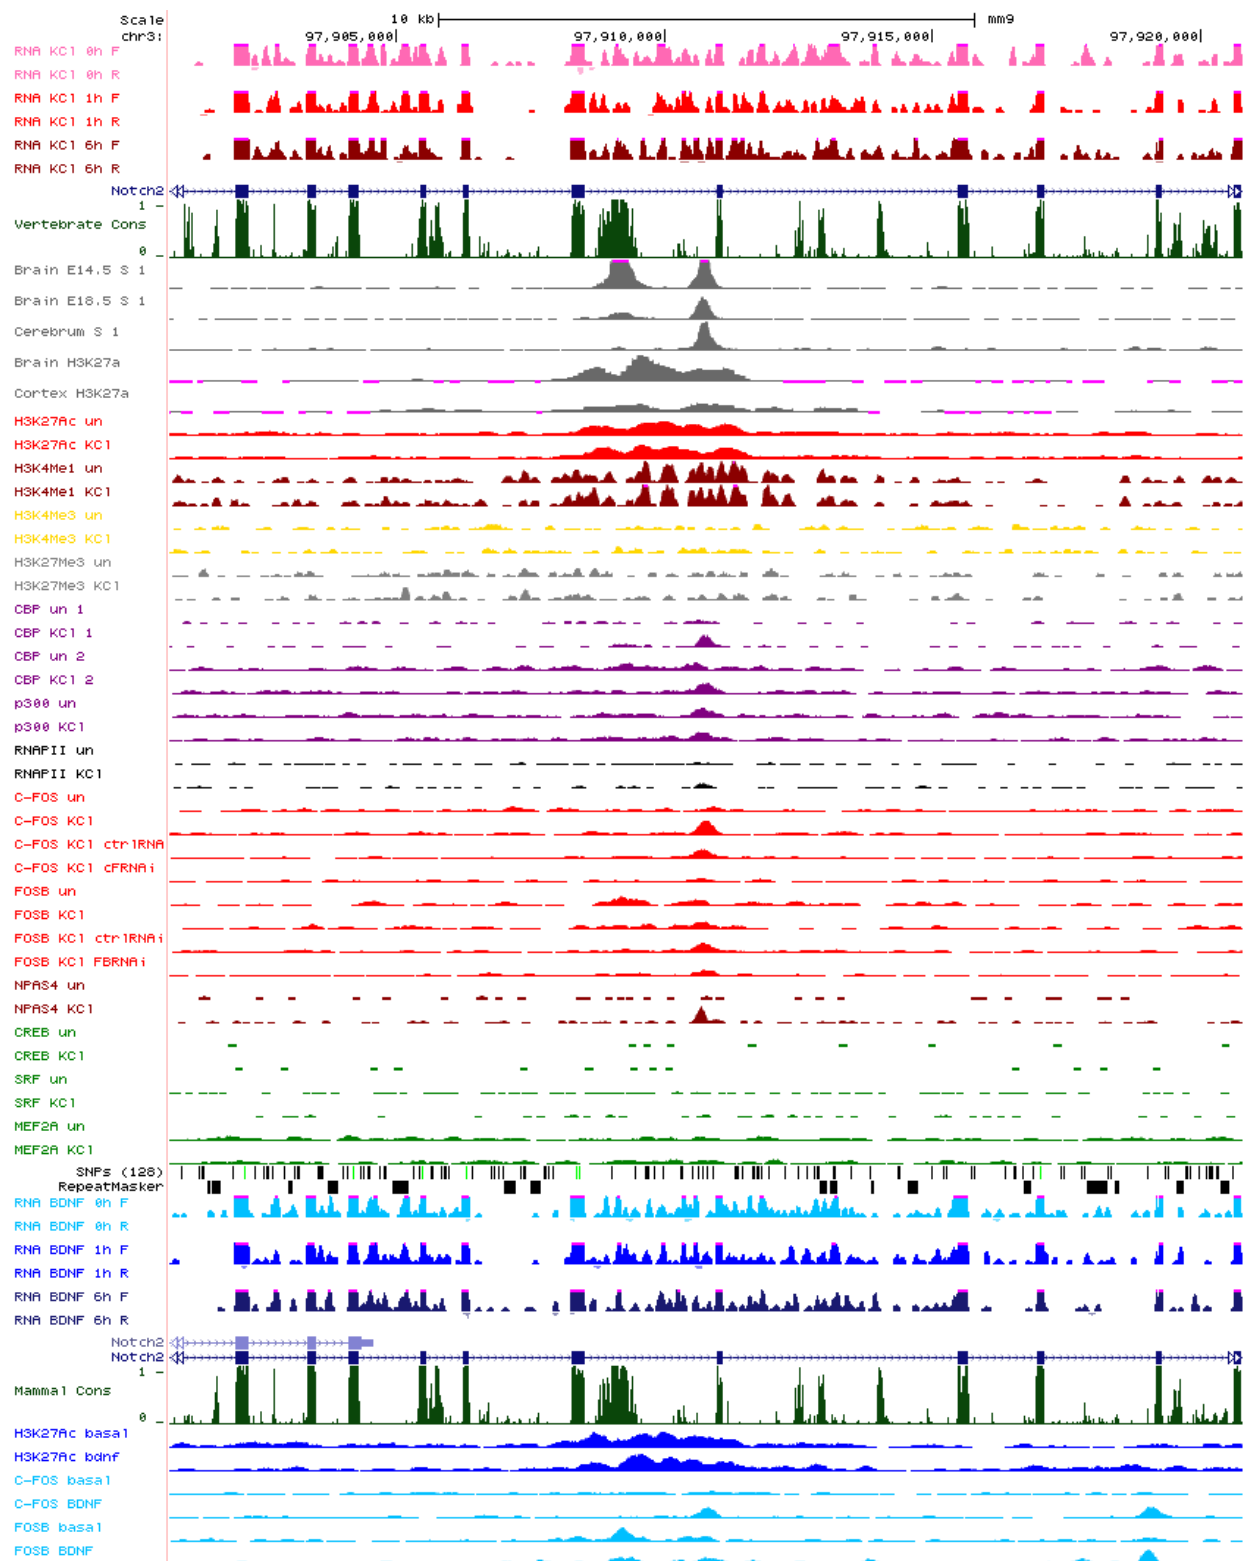 Scale 10 kb mm9
chr3: 97,905,000 97,910,000 97,915,000 97,920,000
RNA KCl 0h F
RNA KCl 0h R
RNA KCl 1h F
RNA KCl 1h R
RNA KCl 6h F
RNA KCl 6h R
Notch2
1 _
Vertebrate Cons
0 _
Brain E14.5 S 1
Brain E18.5 S 1
Cerebrum S 1
Brain H3K27a
Cortex H3K27a
H3K27Ac un
H3K27Ac KCl
H3K4Me1 un
H3K4Me1 KCl
H3K4Me3 un
H3K4Me3 KCl
H3K27Me3 un
H3K27Me3 KCl
CBP un 1
CBP KCl 1
CBP un 2
CBP KCl 2
p300 un
p300 KCl
RNAPII un
RNAPII KCl
C-FOS un
C-FOS KCl
C-FOS KCl ctrlRNA
C-FOS KCl cFRNAi
FOSB un
FOSB KCl
FOSB KCl ctrlRNAi
FOSB KCl FBRNAi
NPAS4 un
NPAS4 KCl
CREB un
CREB KCl
SRF un
SRF KCl
MEF2A un
MEF2A KCl
SNPs (128)
RepeatMasker
RNA BDNF 0h F
RNA BDNF 0h R
RNA BDNF 1h F
RNA BDNF 1h R
RNA BDNF 6h F
RNA BDNF 6h R
Notch2
Notch2
1 _
Mammal Cons
0 _
H3K27Ac basal
H3K27Ac bdnf
C-FOS basal
C-FOS BDNF
FOSB basal
FOSB BDNF